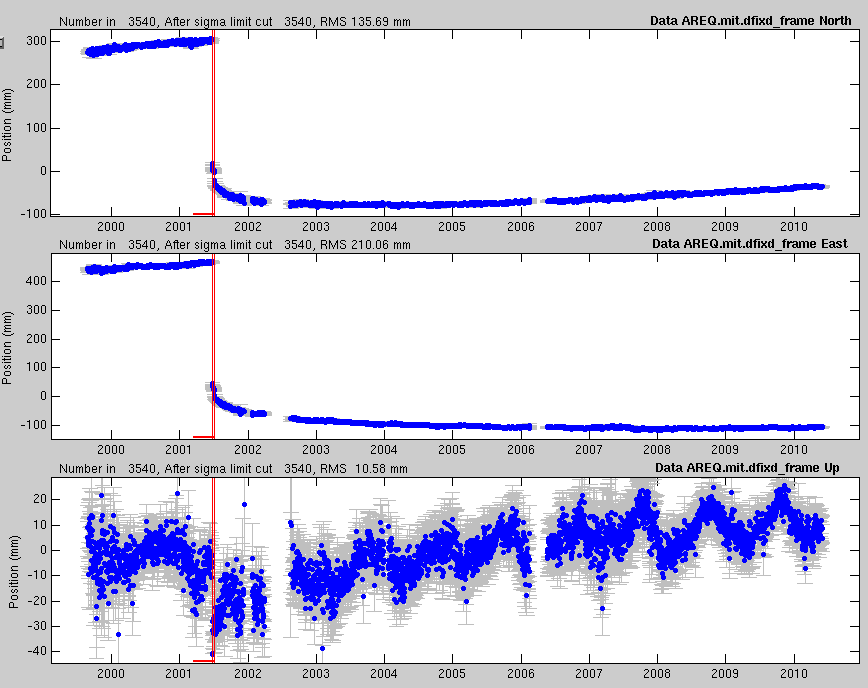 Number in 3540, After sigma limit cut 3540, RMS 135.69 mm Data AREQ.mit.dfixd_frame North
300
200
100
0
-100
Position (mm)
2000 2001 2002 2003 2004 2005 2006 2007 2008 2009 2010
Number in 3540, After sigma limit cut 3540, RMS 210.06 mm Data AREQ.mit.dfixd_frame East
400
300
200
100
0
-100
Position (mm)
2000 2001 2002 2003 2004 2005 2006 2007 2008 2009 2010
Number in 3540, After sigma limit cut 3540, RMS 10.58 mm Data AREQ.mit.dfixd_frame Up
20
10
0
-10
-20
-30
-40
Position (mm)
2000 2001 2002 2003 2004 2005 2006 2007 2008 2009 2010